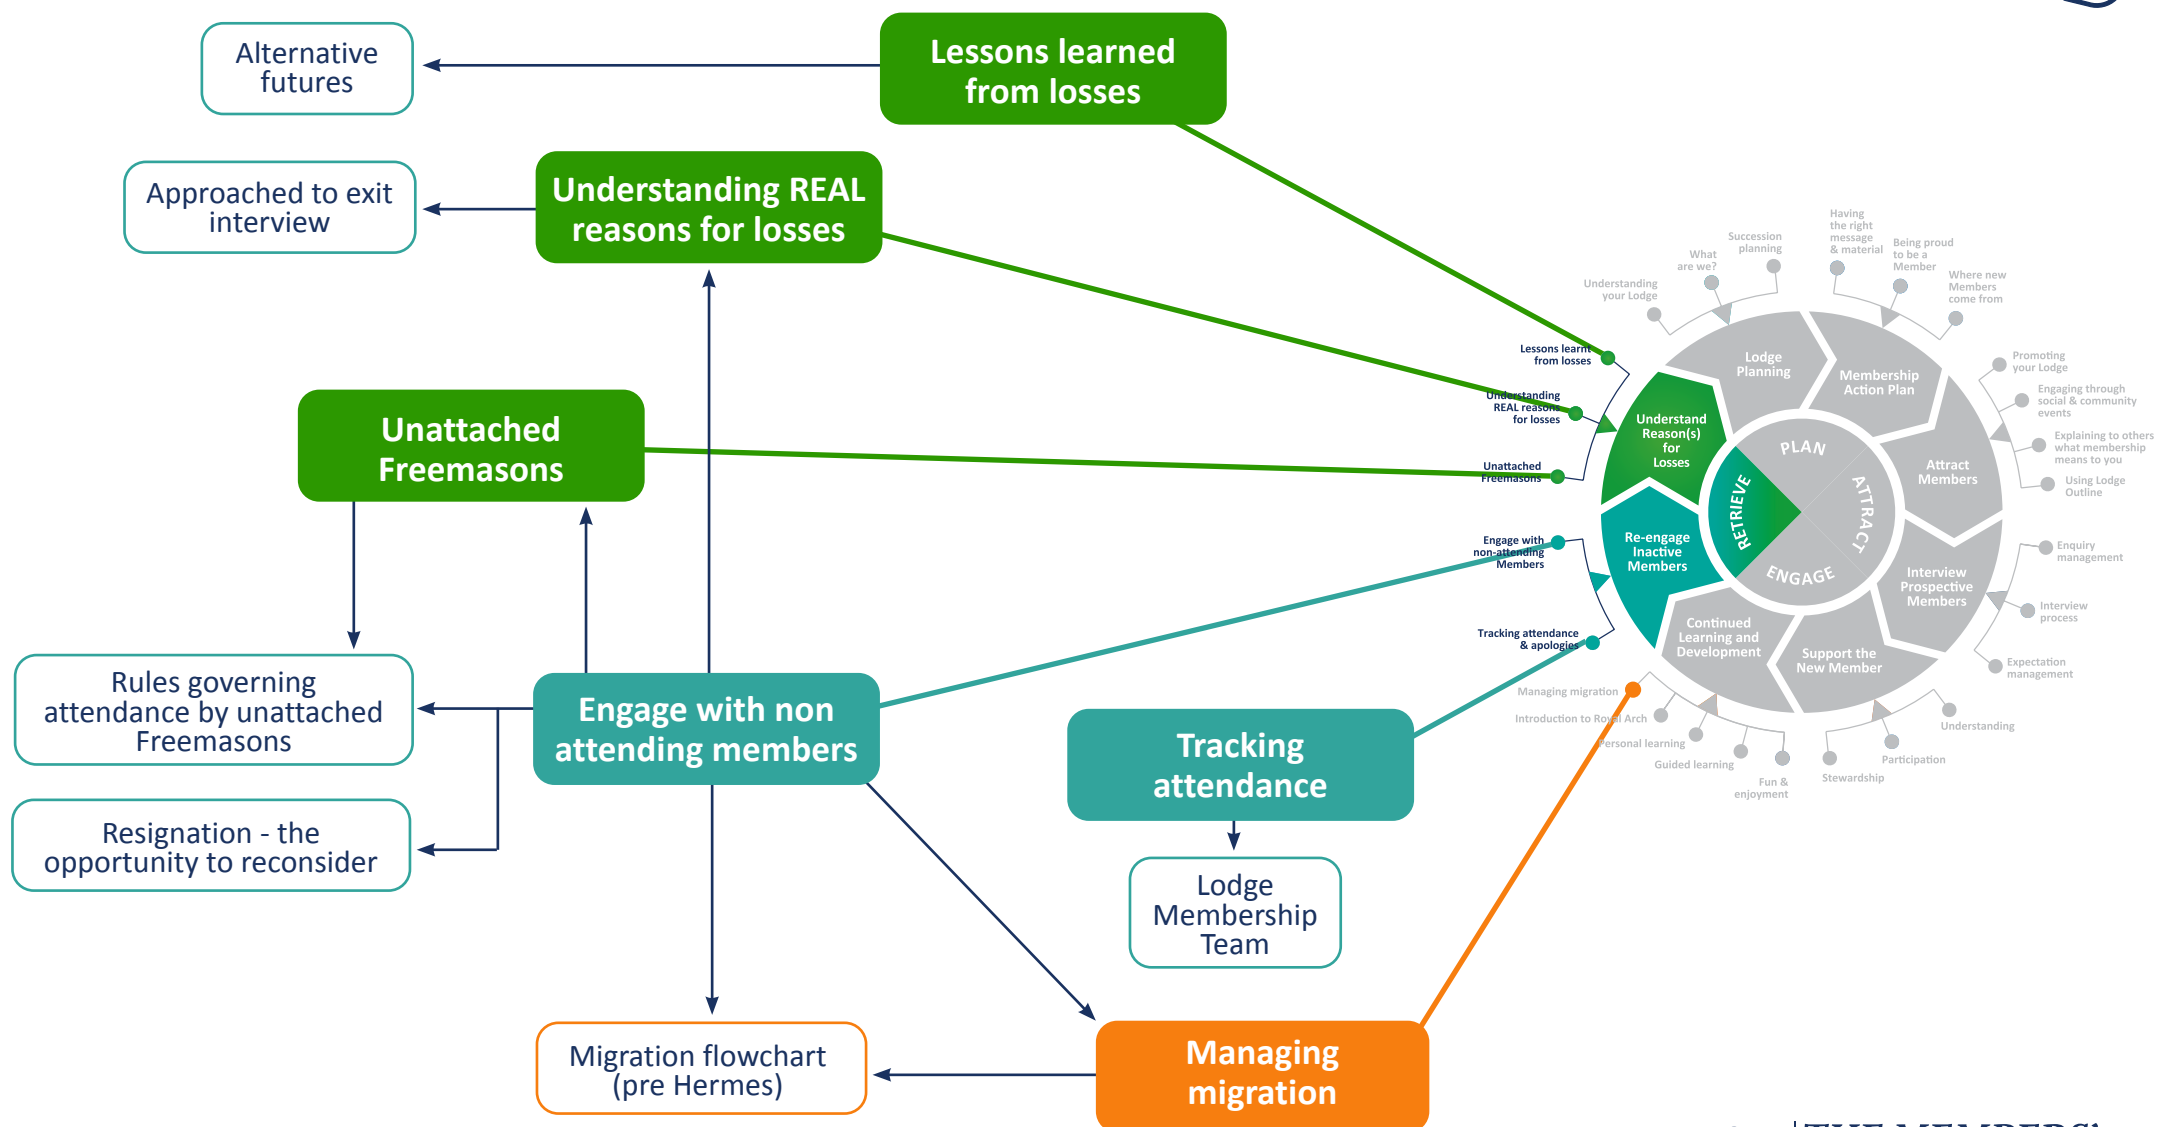 Alternative
futures
Lessons learned
from losses
Approached to exit
interview
Understanding REAL
reasons for losses
Unattached
Freemasons
Rules governing
attendance by unattached
Freemasons
Engage with non
attending members
Resignation - the
opportunity to reconsider
Tracking
attendance
Lodge
Membership
Team
Migration flowchart
(pre Hermes)
Managing
migration
Understanding
your Lodge
What
are we?
Succession
planning
Having
the right
message
& material
Being proud
to be a
Member
Where new
Members
come from
Promoting
your Lodge
Engaging through
social & community
events
Explaining to others
what membership
means to you
Using Lodge
Outline
Enquiry
management
Interview
process
Expectation
management
Understanding
Participation
Stewardship
Fun &
enjoyment
Guided learning
Personal learning
Introduction to Royal Arch
Managing migration
Tracking attendance
& apologies
Engage with
non-attending
Members
Unattached
Freemasons
Understanding
REAL reasons
for losses
Lessons learnt
from losses
Lodge
Planning
Membership
Action Plan
Attract
Members
Interview
Prospective
Members
Support the
New Member
Continued
Learning and
Development
Re-engage
Inactive
Members
Understand
Reason(s)
for
Losses
PLAN
ATTRACT
ENGAGE
RETRIEVE
THE MEMBERS'